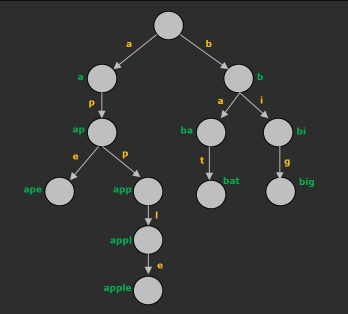 a b
a b
p a i
ap ba bi
e p t g
ape app bat big
l
appl
e
apple